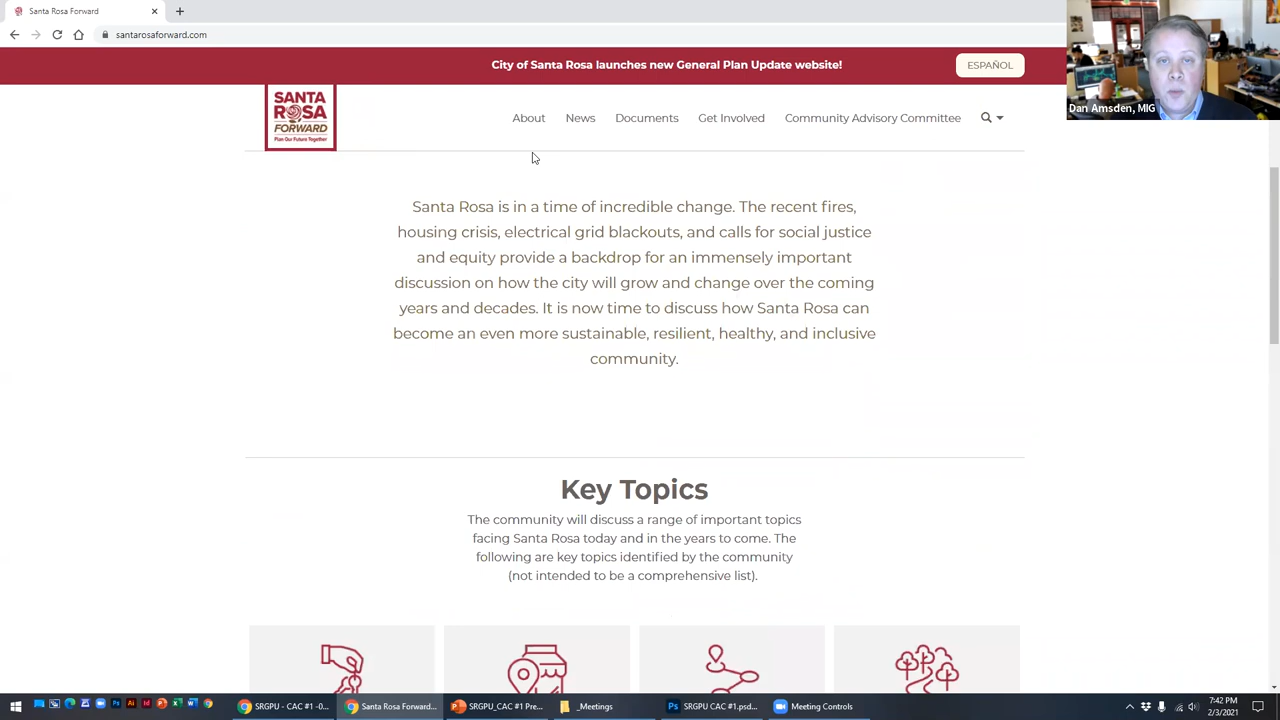 Santa Rosa Forward
santarosaforward.com
City of Santa Rosa launches new General Plan Update website!
ESPAÑOL
Dan Amsden, MIG
SANTA
ROSA
FORWARD
Plan Our Future Together
About
News
Documents
Get Involved
Community Advisory Committee
Santa Rosa is in a time of incredible change. The recent fires,
housing crisis, electrical grid blackouts, and calls for social justice
and equity provide a backdrop for an immensely important
discussion on how the city will grow and change over the coming
years and decades. It is now time to discuss how Santa Rosa can
become an even more sustainable, resilient, healthy, and inclusive
community.
Key Topics
The community will discuss a range of important topics
facing Santa Rosa today and in the years to come. The
following are key topics identified by the community
(not intended to be a comprehensive list).
SRGPU - CAC #1 -0...
Santa Rosa Forward...
SRGPU_CAC #1 Pre...
_Meetings
SRGPU_CAC #1.psd...
Meeting Controls
7:42 PM
2/3/2021